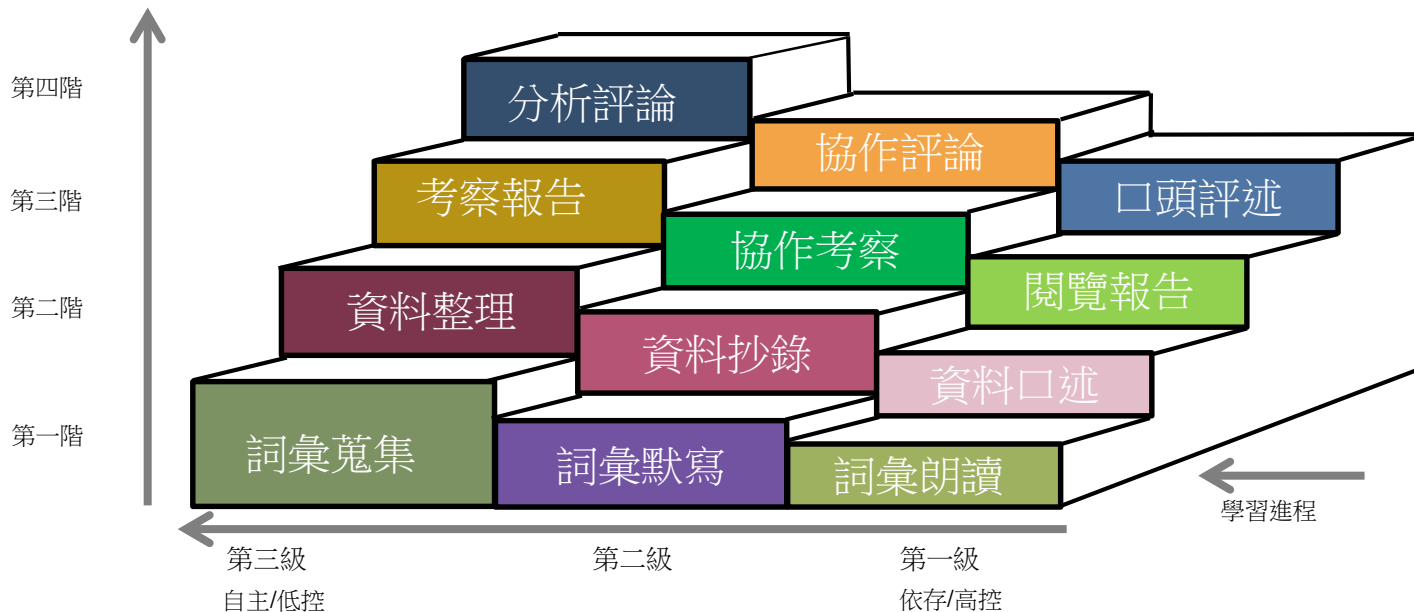 第四階
分析評論
協作評論
第三階
考察報告
口頭評述
協作考察
第二階
資料整理
閱覽報告
資料抄錄
資料口述
第一階
詞彙蒐集
詞彙默寫
詞彙朗讀
學習進程
第三級
第二級
第一級
自主/低控
依存/高控